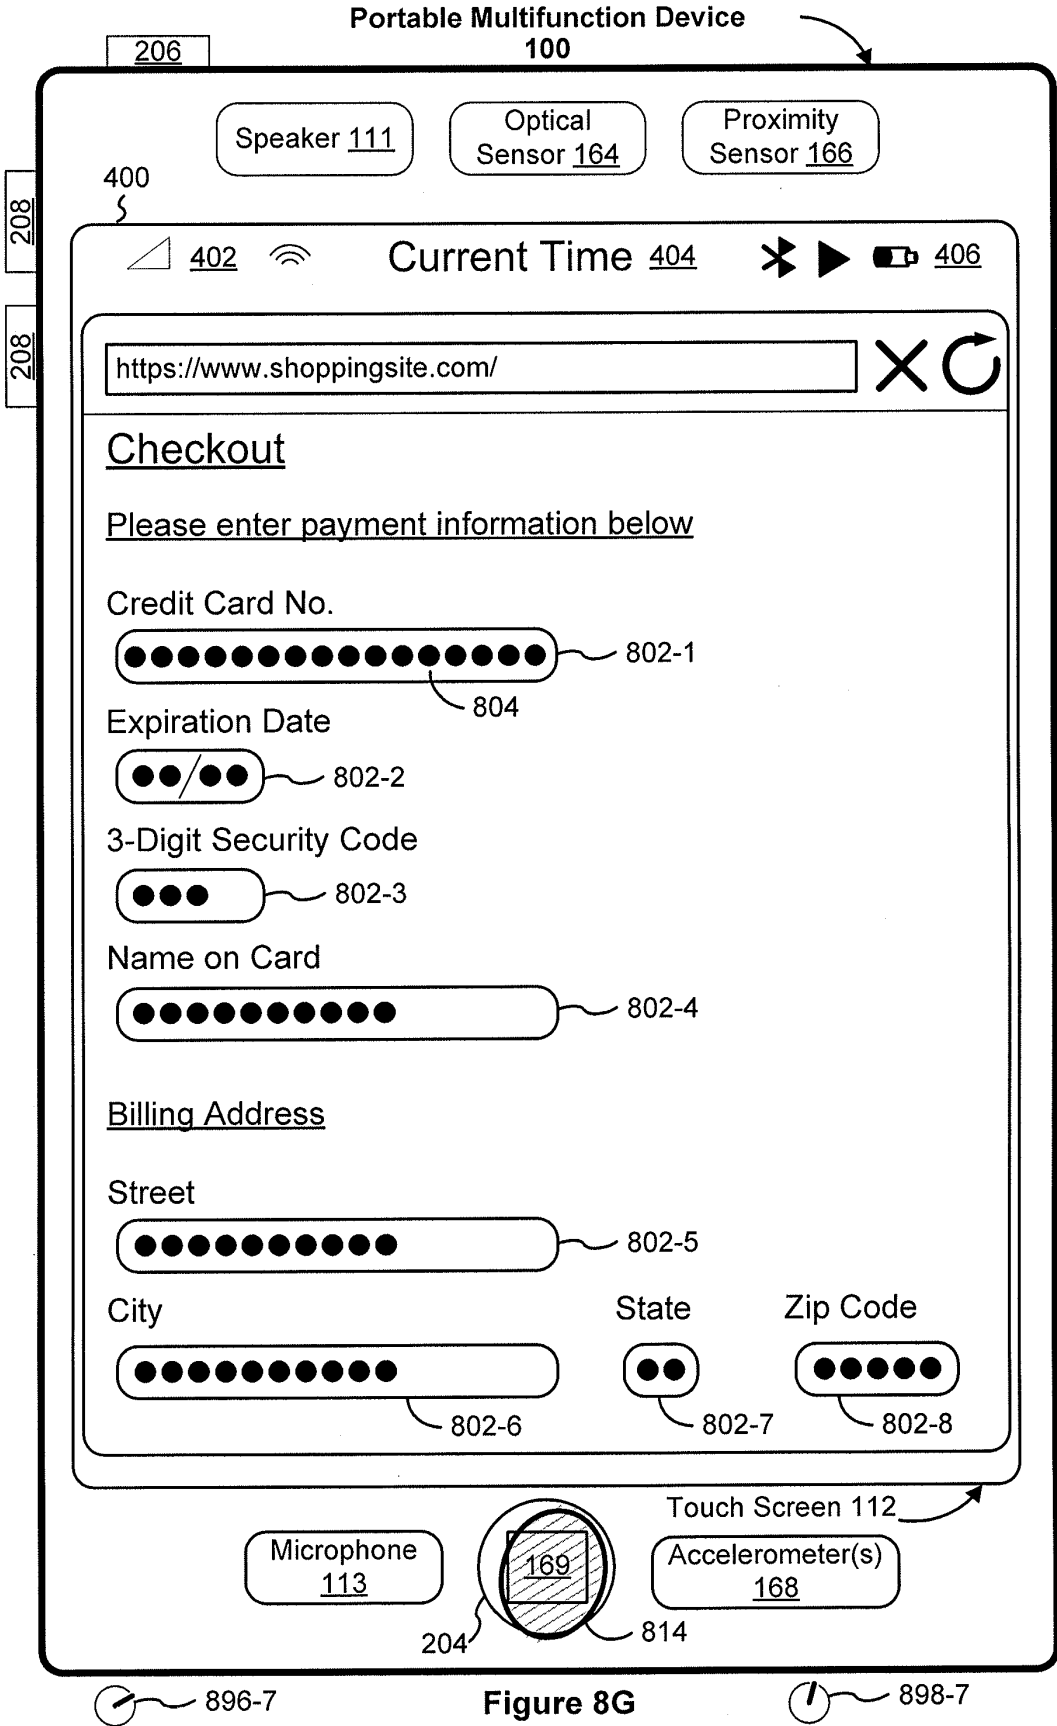 Portable Multifunction Device
100
206
Speaker 111
Optical
Sensor 164
Proximity
Sensor 166
400
208
208
402
Current Time 404
406
https://www.shoppingsite.com/
Checkout
Please enter payment information below
Credit Card No.
802-1
804
Expiration Date
/
802-2
3-Digit Security Code
802-3
Name on Card
802-4
Billing Address
Street
802-5
City
State
Zip Code
802-6
802-7
802-8
Touch Screen 112
Microphone
113
169
Accelerometer(s)
168
204
814
896-7
Figure 8G
898-7